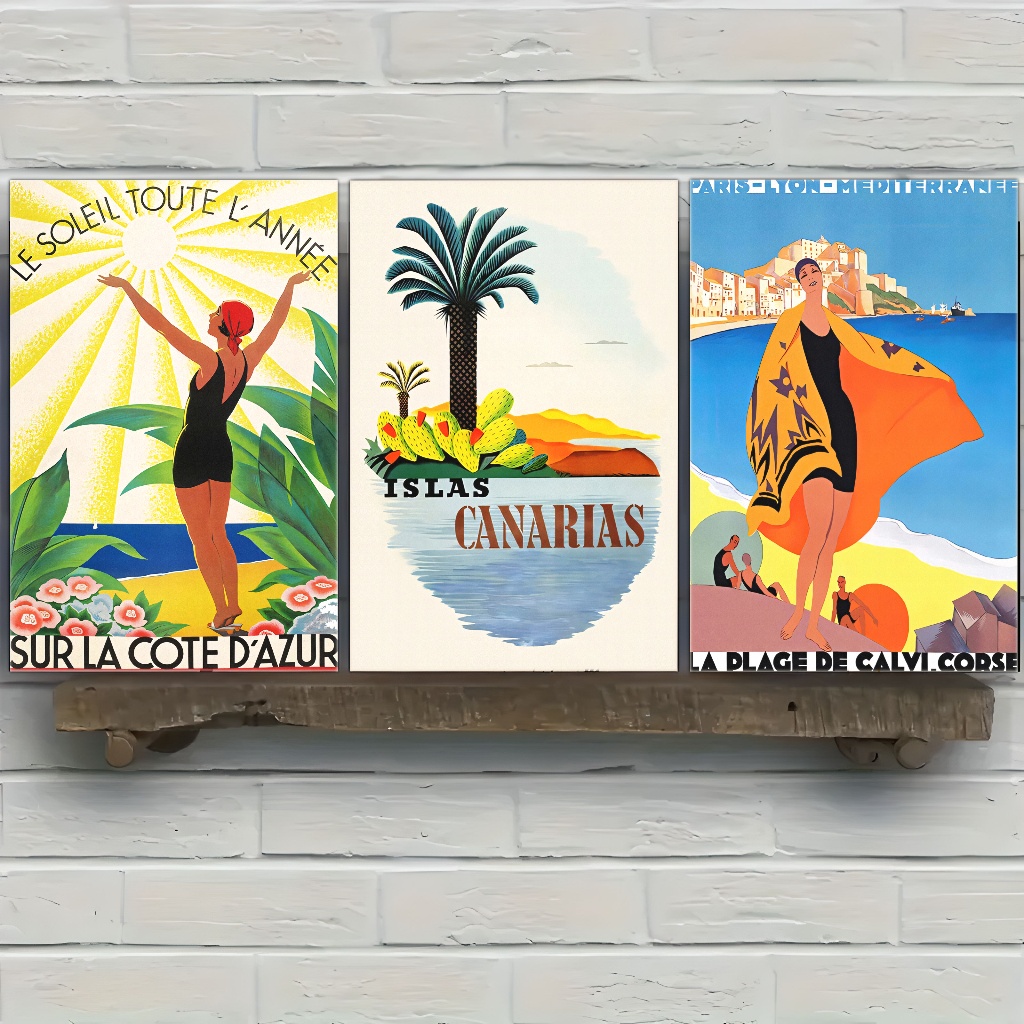 LE SOLEIL TOUTE L'ANNÉE
SUR LA COTE D'AZUR
ISLAS
CANARIAS
PARIS-LYON-MEDITERRANEE
LA PLAGE DE CALVI.CORSE